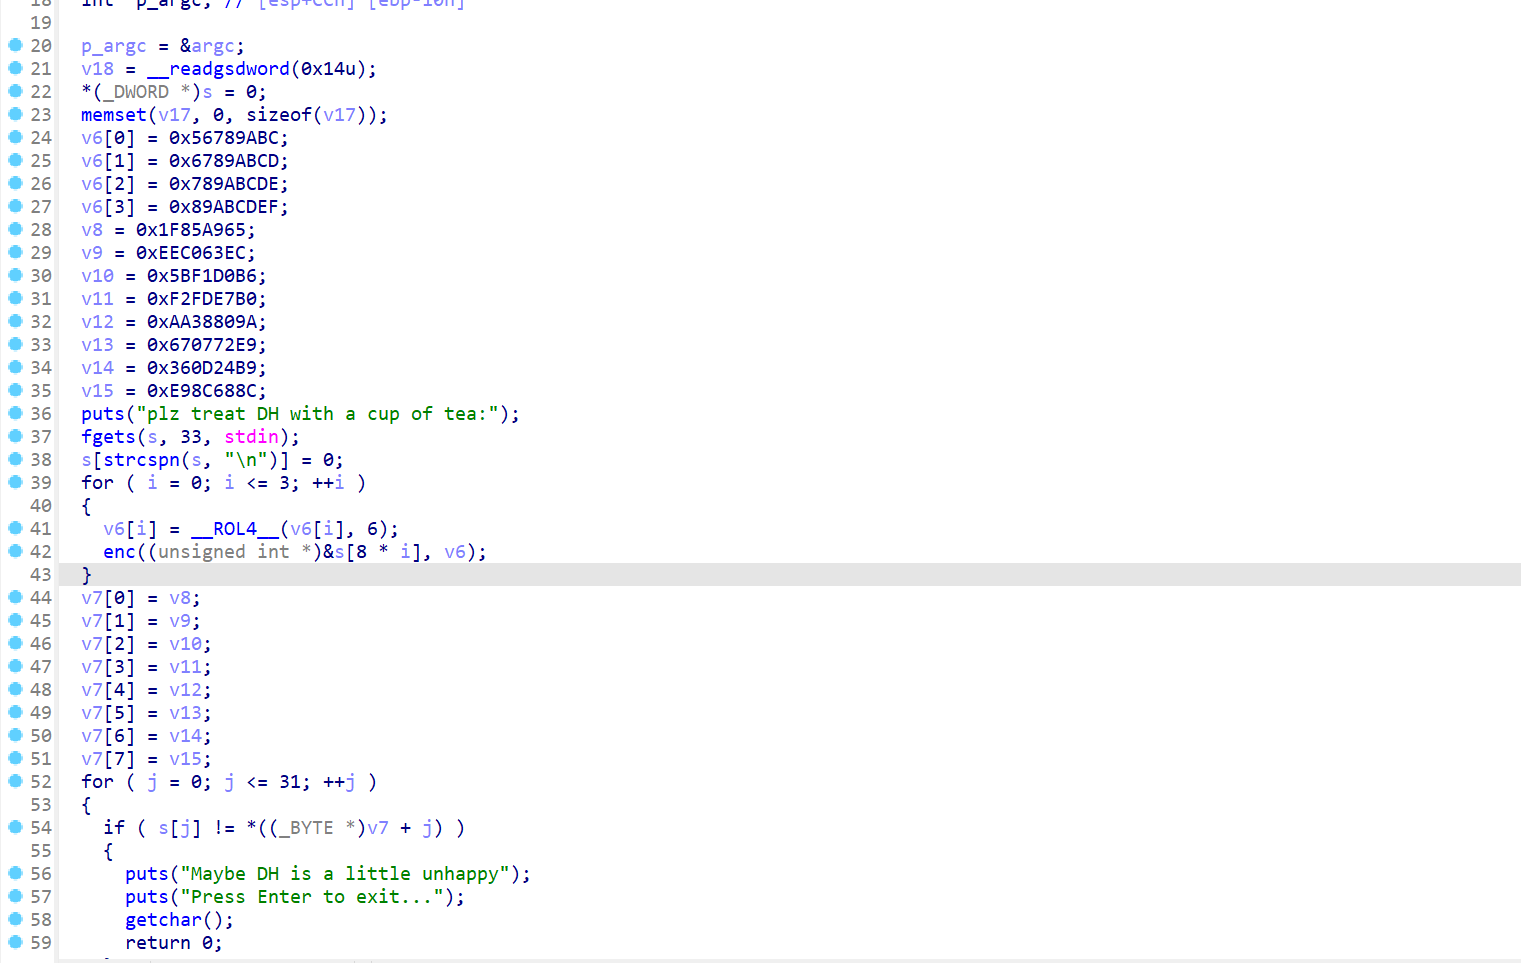 18 int *p_argc; // [esp+CCh] [ebp-10h]
19
20 p_argc = &argc;
21 v18 = __readgsdword(0x14u);
22 *(_DWORD *)s = 0;
23 memset(v17, 0, sizeof(v17));
24 v6[0] = 0x56789ABC;
25 v6[1] = 0x6789ABCD;
26 v6[2] = 0x789ABCDE;
27 v6[3] = 0x89ABCDEF;
28 v8 = 0x1F85A965;
29 v9 = 0xEEC063EC;
30 v10 = 0x5BF1D0B6;
31 v11 = 0xF2FDE7B0;
32 v12 = 0xAA38809A;
33 v13 = 0x670772E9;
34 v14 = 0x360D24B9;
35 v15 = 0xE98C688C;
36 puts("plz treat DH with a cup of tea:");
37 fgets(s, 33, stdin);
38 s[strcspn(s, "\n")] = 0;
39 for ( i = 0; i <= 3; ++i )
40 {
41 v6[i] = __ROL4__(v6[i], 6);
42 enc((unsigned int *)&s[8 * i], v6);
43 }
44 v7[0] = v8;
45 v7[1] = v9;
46 v7[2] = v10;
47 v7[3] = v11;
48 v7[4] = v12;
49 v7[5] = v13;
50 v7[6] = v14;
51 v7[7] = v15;
52 for ( j = 0; j <= 31; ++j )
53 {
54 if ( s[j] != *((_BYTE *)v7 + j) )
55 {
56 puts("Maybe DH is a little unhappy");
57 puts("Press Enter to exit...");
58 getchar();
59 return 0;